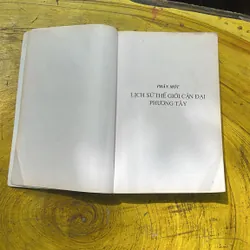 PHẦN MỘT
LỊCH SỬ THẾ GIỚI CẬN ĐẠI
PHƯƠNG TÂY